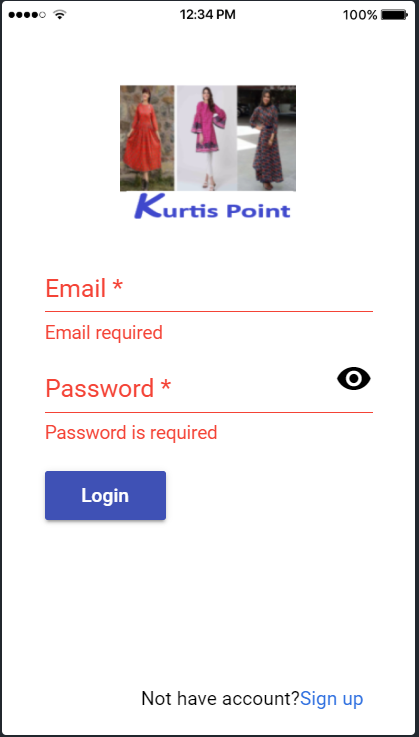 12:34 PM 100%
Kurtis Point
Email *
Email required
Password *
Password is required
Login
Not have account?Sign up